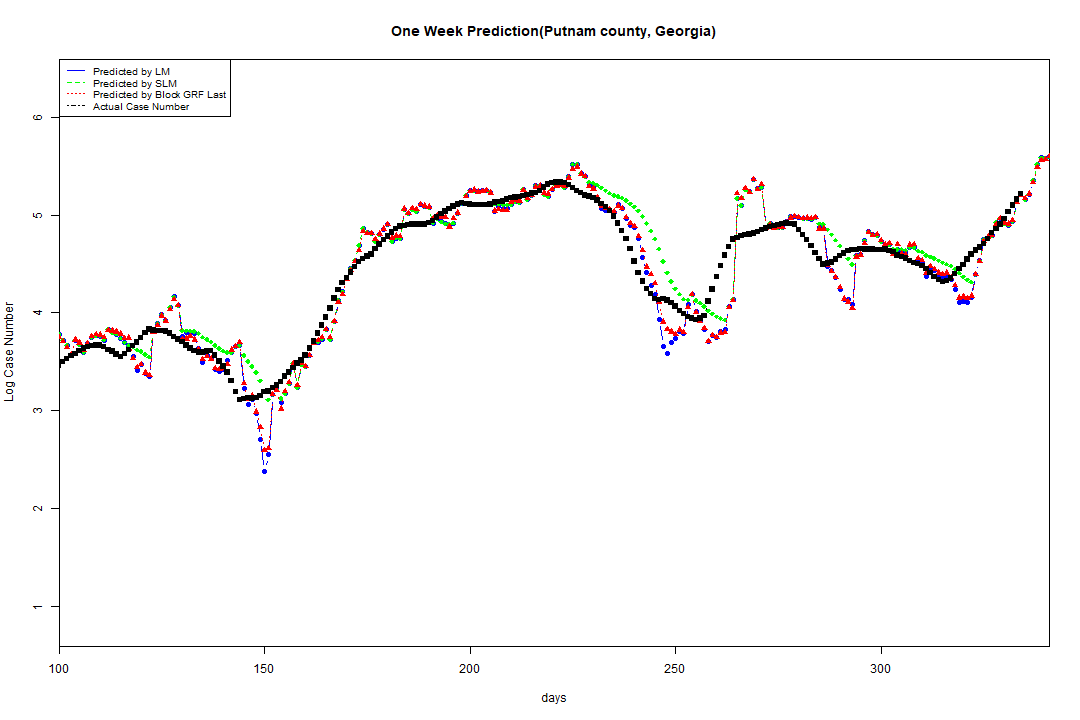 One Week Prediction(Putnam county, Georgia)
Predicted by LM
Predicted by SLM
Predicted by Block GRF Last
Actual Case Number
6
5
4
3
2
1
Log Case Number
100 150 200 250 300
days